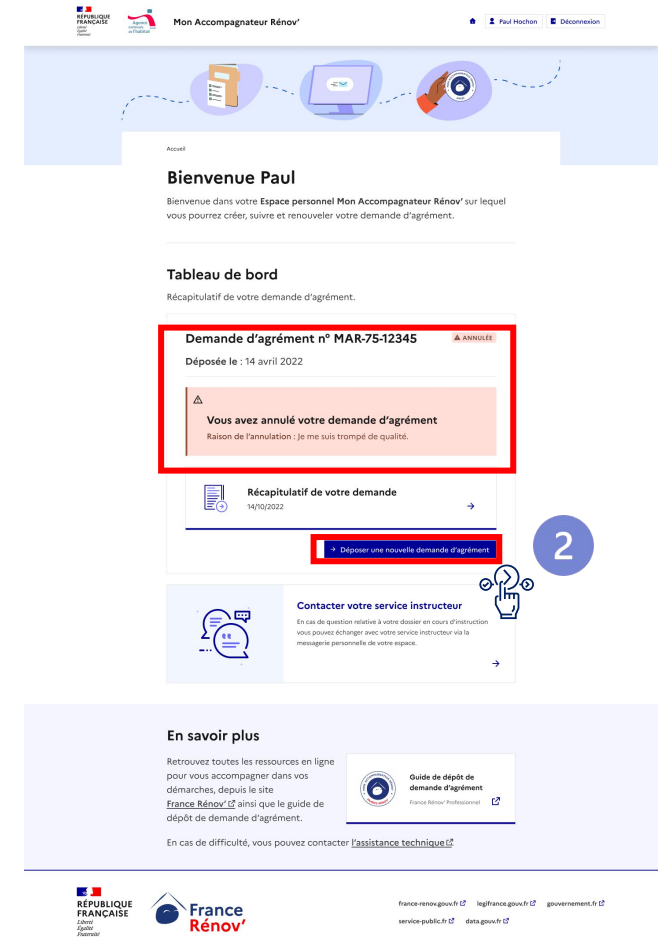 RÉPUBLIQUE
FRANÇAISE
Liberté
Égalité
Fraternité
Agence
nationale
de l'habitat
Mon Accompagnateur Rénov'
Paul Hochon
Déconnexion
Accueil
Bienvenue Paul
Bienvenue dans votre Espace personnel Mon Accompagnateur Rénov' sur lequel
vous pourrez créer, suivre et renouveler votre demande d'agrément.
Tableau de bord
Récapitulatif de votre demande d'agrément.
Demande d'agrément n° MAR-75-12345
ANNULÉE
Déposée le : 14 avril 2022
Vous avez annulé votre demande d'agrément
Raison de l'annulation : Je me suis trompé de qualité.
Récapitulatif de votre demande
14/10/2022
→ Déposer une nouvelle demande d'agrément
2
Contacter votre service instructeur
En cas de question relative à votre dossier en cours d'instruction
vous pouvez échanger avec votre service instructeur via la
messagerie personnelle de votre espace.
En savoir plus
Retrouvez toutes les ressources en ligne
pour vous accompagner dans vos
démarches, depuis le site
France Rénov' ainsi que le guide de
dépôt de demande d'agrément.
Guide de dépôt de
demande d'agrément
France Rénov' Professionnel
En cas de difficulté, vous pouvez contacter l'assistance technique.
RÉPUBLIQUE
FRANÇAISE
Liberté
Égalité
Fraternité
France
Rénov'
france-renov.gouv.fr legifrance.gouv.fr gouvernement.fr
service-public.fr data.gouv.fr